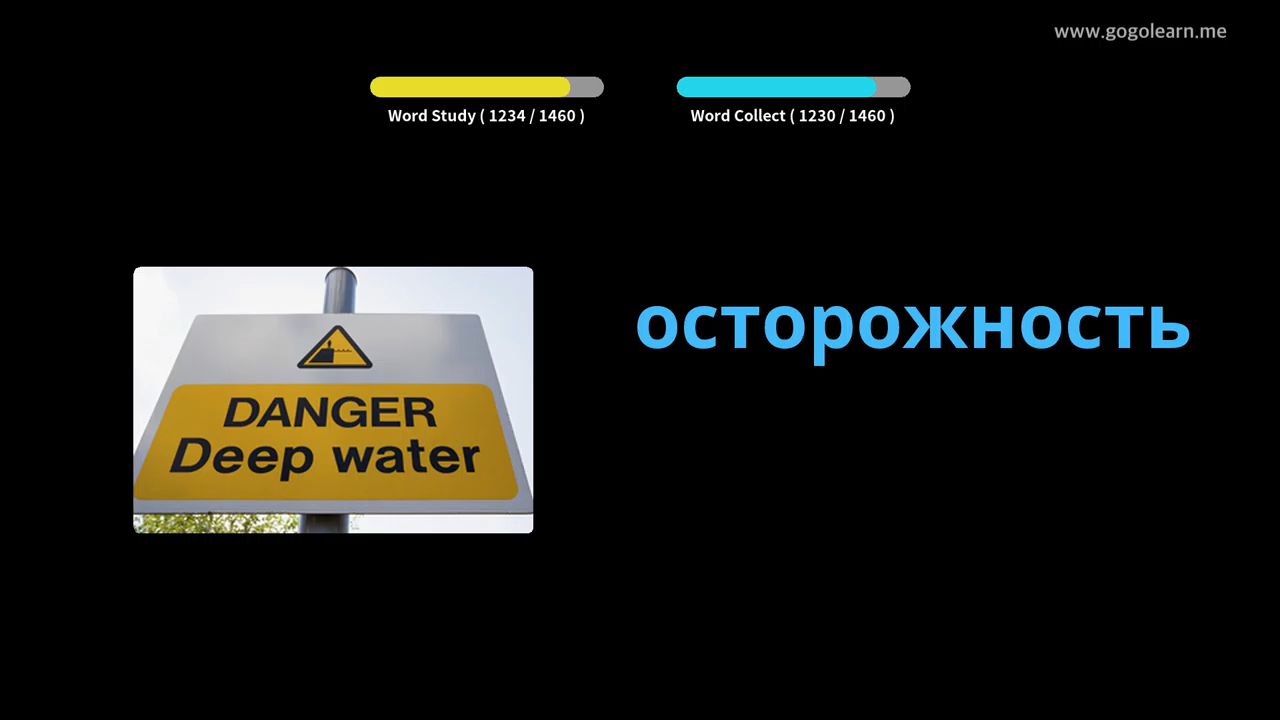 www.gogolearn.me
Word Study ( 1234 / 1460 )
Word Collect ( 1230 / 1460 )
осторожность
DANGER
Deep water